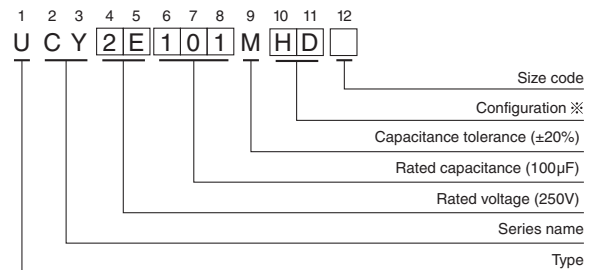 1 2 3 4 5 6 7 8 9 10 11 12
U C Y 2 E 1 0 1 M H D
Size code
Configuration ※
Capacitance tolerance (±20%)
Rated capacitance (100µF)
Rated voltage (250V)
Series name
Type